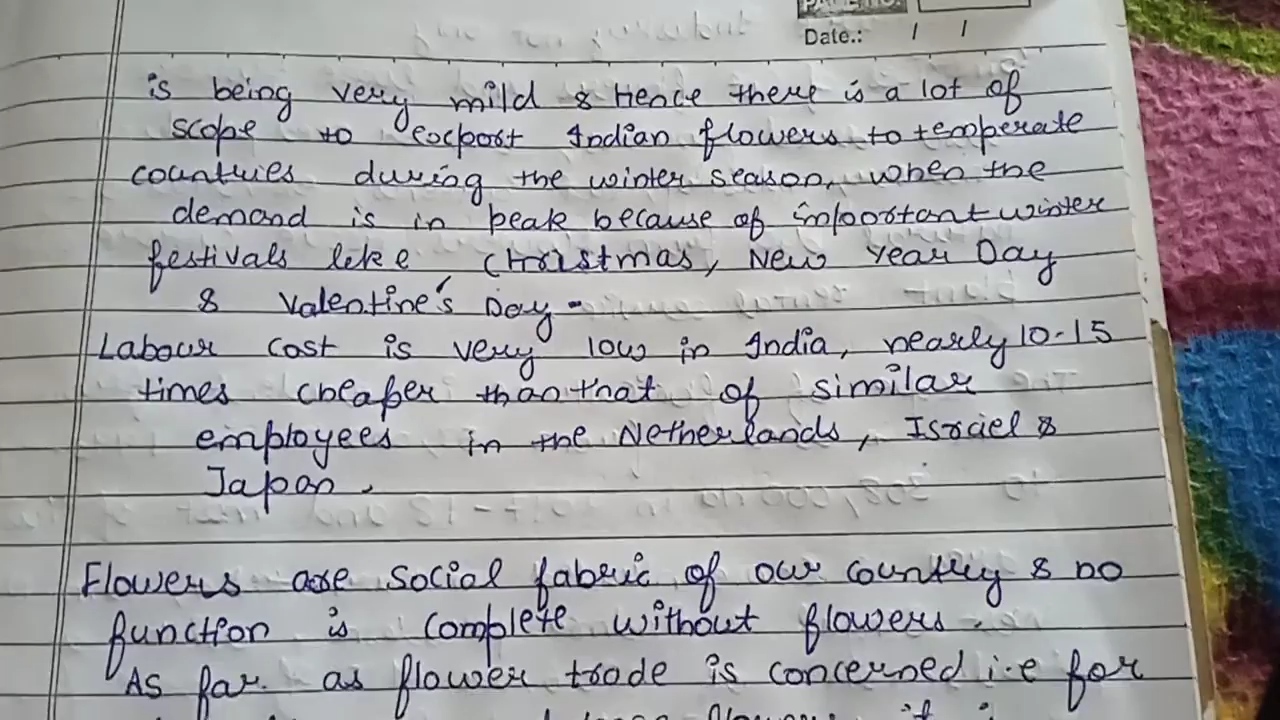 Date.: / /
is being very mild & Hence there is a lot of
scope to export Indian flowers to temperate
countries during the winter season, when the
demand is in peak because of important winter
festivals like Christmas, New Year Day
& Valentine's Day.
Labour cost is very low in India, nearly 10-15
times cheaper than that of similar
employees in the Netherlands, Israel &
Japan.
Flowers are social fabric of our country & no
function is complete without flowers.
As far as flower trade is concerned i.e for